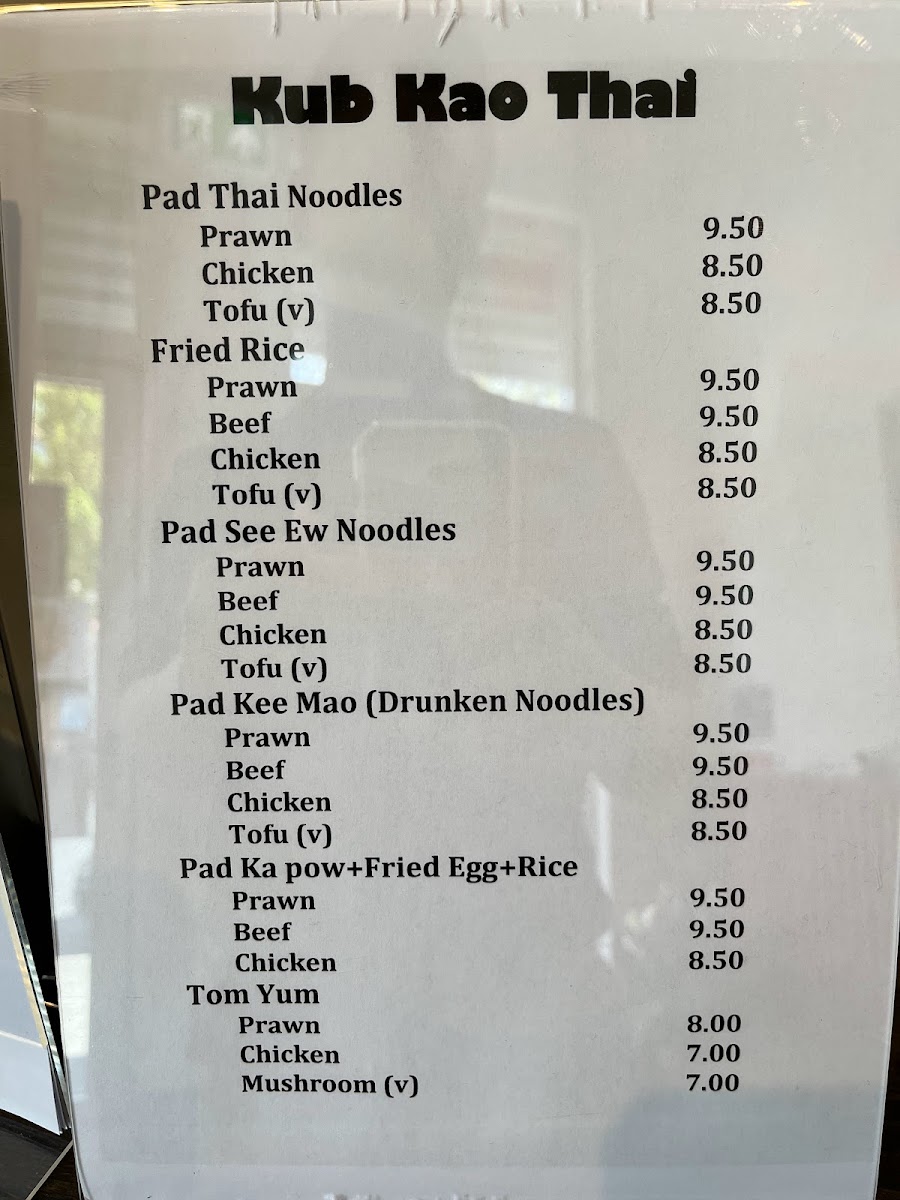 Kub Kao Thai
Pad Thai Noodles
Prawn 9.50
Chicken 8.50
Tofu (v) 8.50
Fried Rice
Prawn 9.50
Beef 9.50
Chicken 8.50
Tofu (v) 8.50
Pad See Ew Noodles
Prawn 9.50
Beef 9.50
Chicken 8.50
Tofu (v) 8.50
Pad Kee Mao (Drunken Noodles)
Prawn 9.50
Beef 9.50
Chicken 8.50
Tofu (v) 8.50
Pad Ka pow+Fried Egg+Rice
Prawn 9.50
Beef 9.50
Chicken 8.50
Tom Yum
Prawn 8.00
Chicken 7.00
Mushroom (v) 7.00